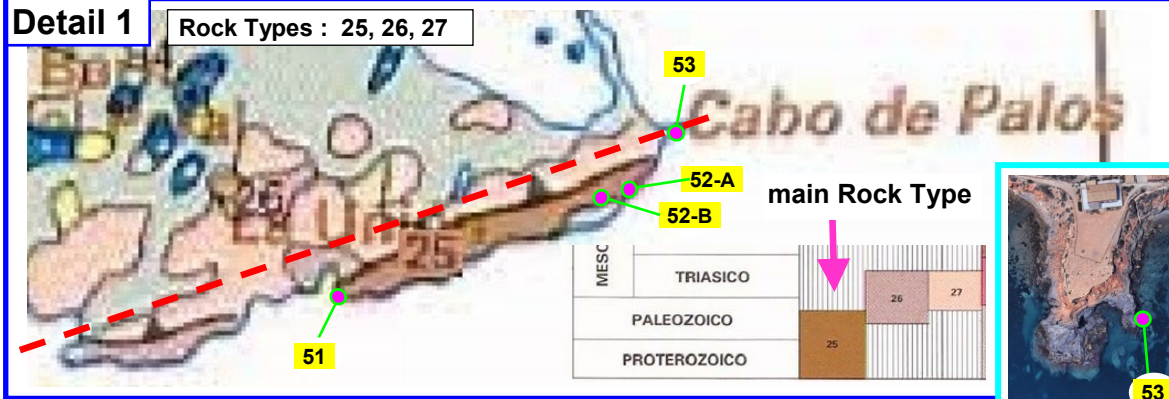 Detail 1
Rock Types : 25, 26, 27
53
Cabo de Palos
26
52-A
52-B
main Rock Type
25
51
MESO
TRIASICO
26
27
PALEOZOICO
25
PROTEROZOICO
53